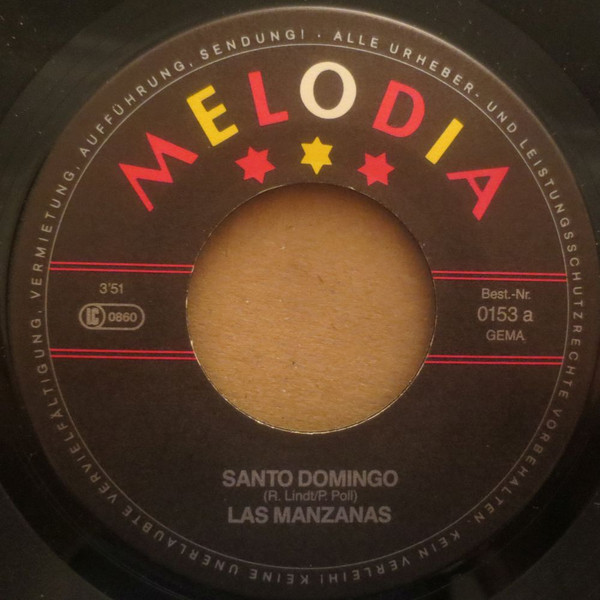 ALLE URHEBER- UND LEISTUNGSSCHUTZRECHTE VORBEHALTEN. KEIN VERLEIH! KEINE UNERLAUBTE VERVIELFÄLTIGUNG, VERMIETUNG, AUFFÜHRUNG, SENDUNG! ·
MELODIA
3'51
LC 0860
Best.-Nr.
0153 a
GEMA
SANTO DOMINGO
(R. Lindt/P. Poll)
LAS MANZANAS